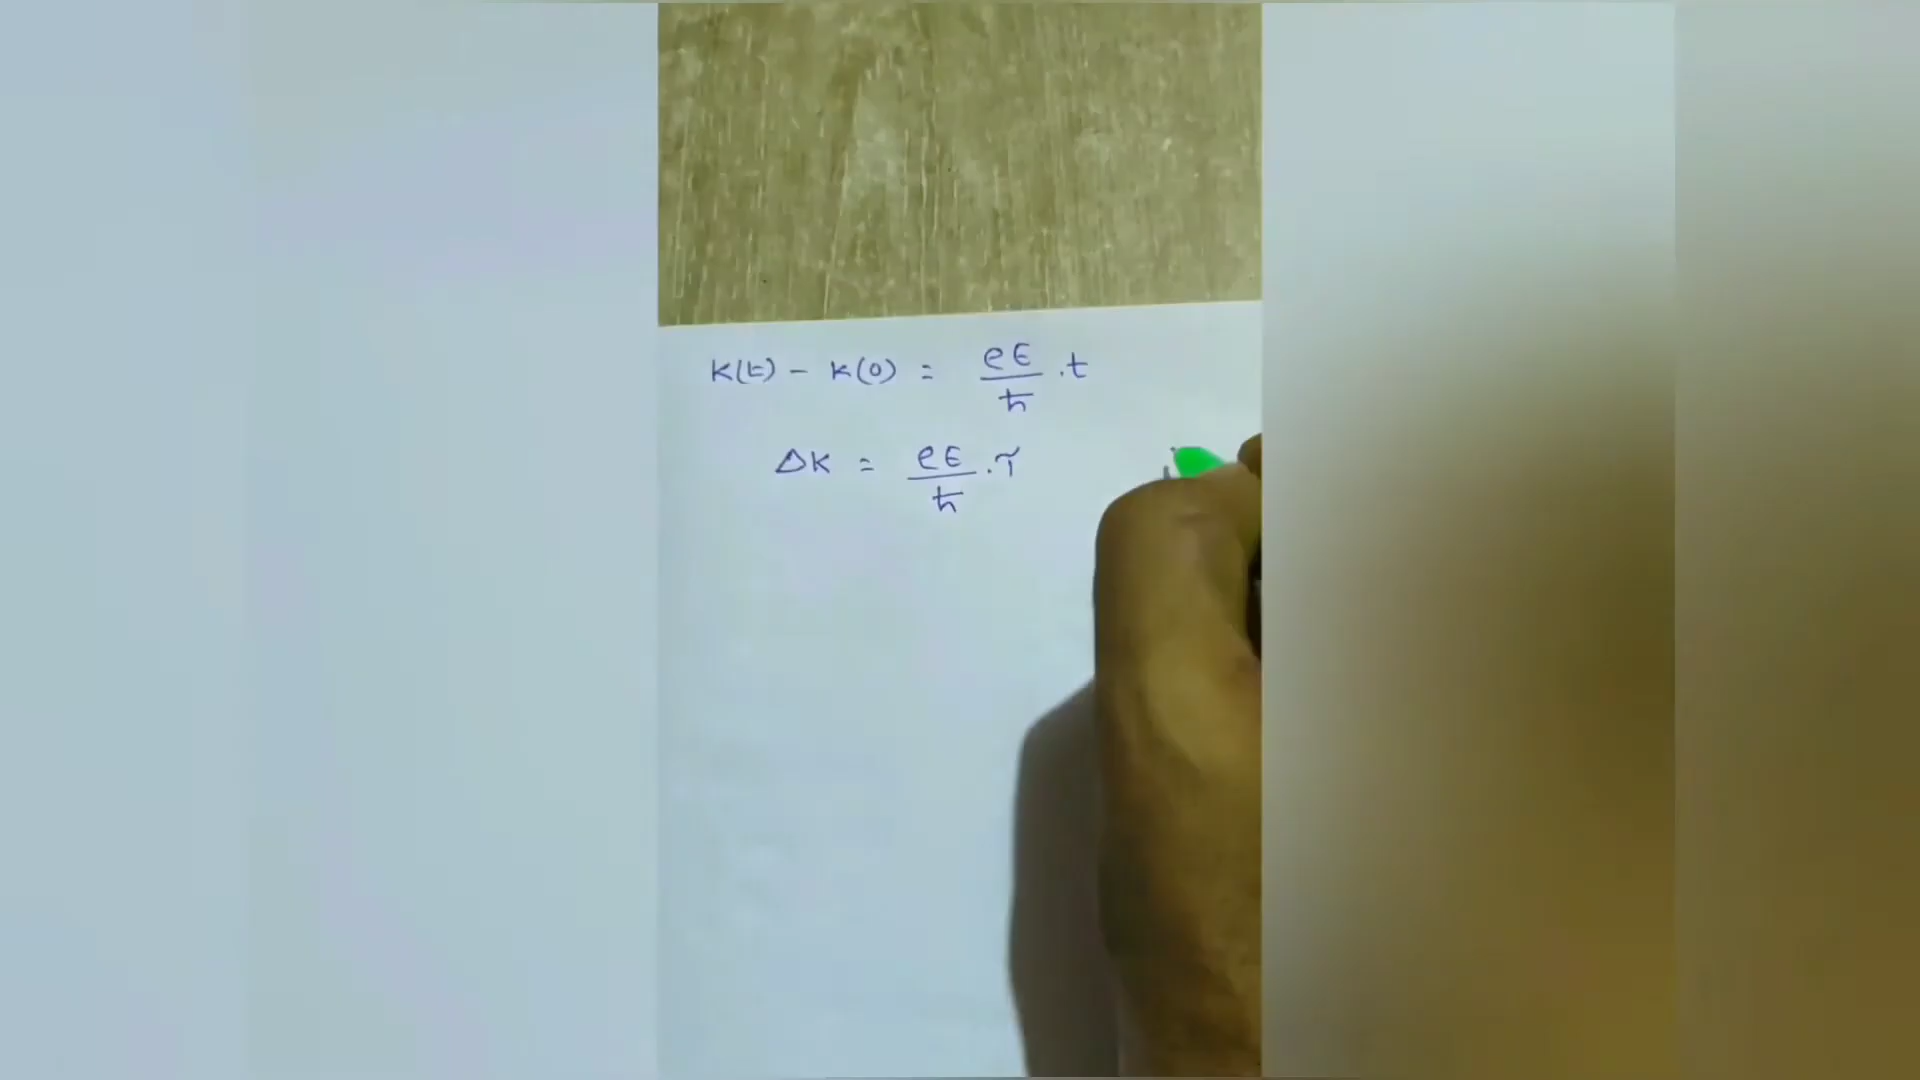 K(t) - K(0) = eϵ/ħ .t
ΔK = eϵ/ħ .τ